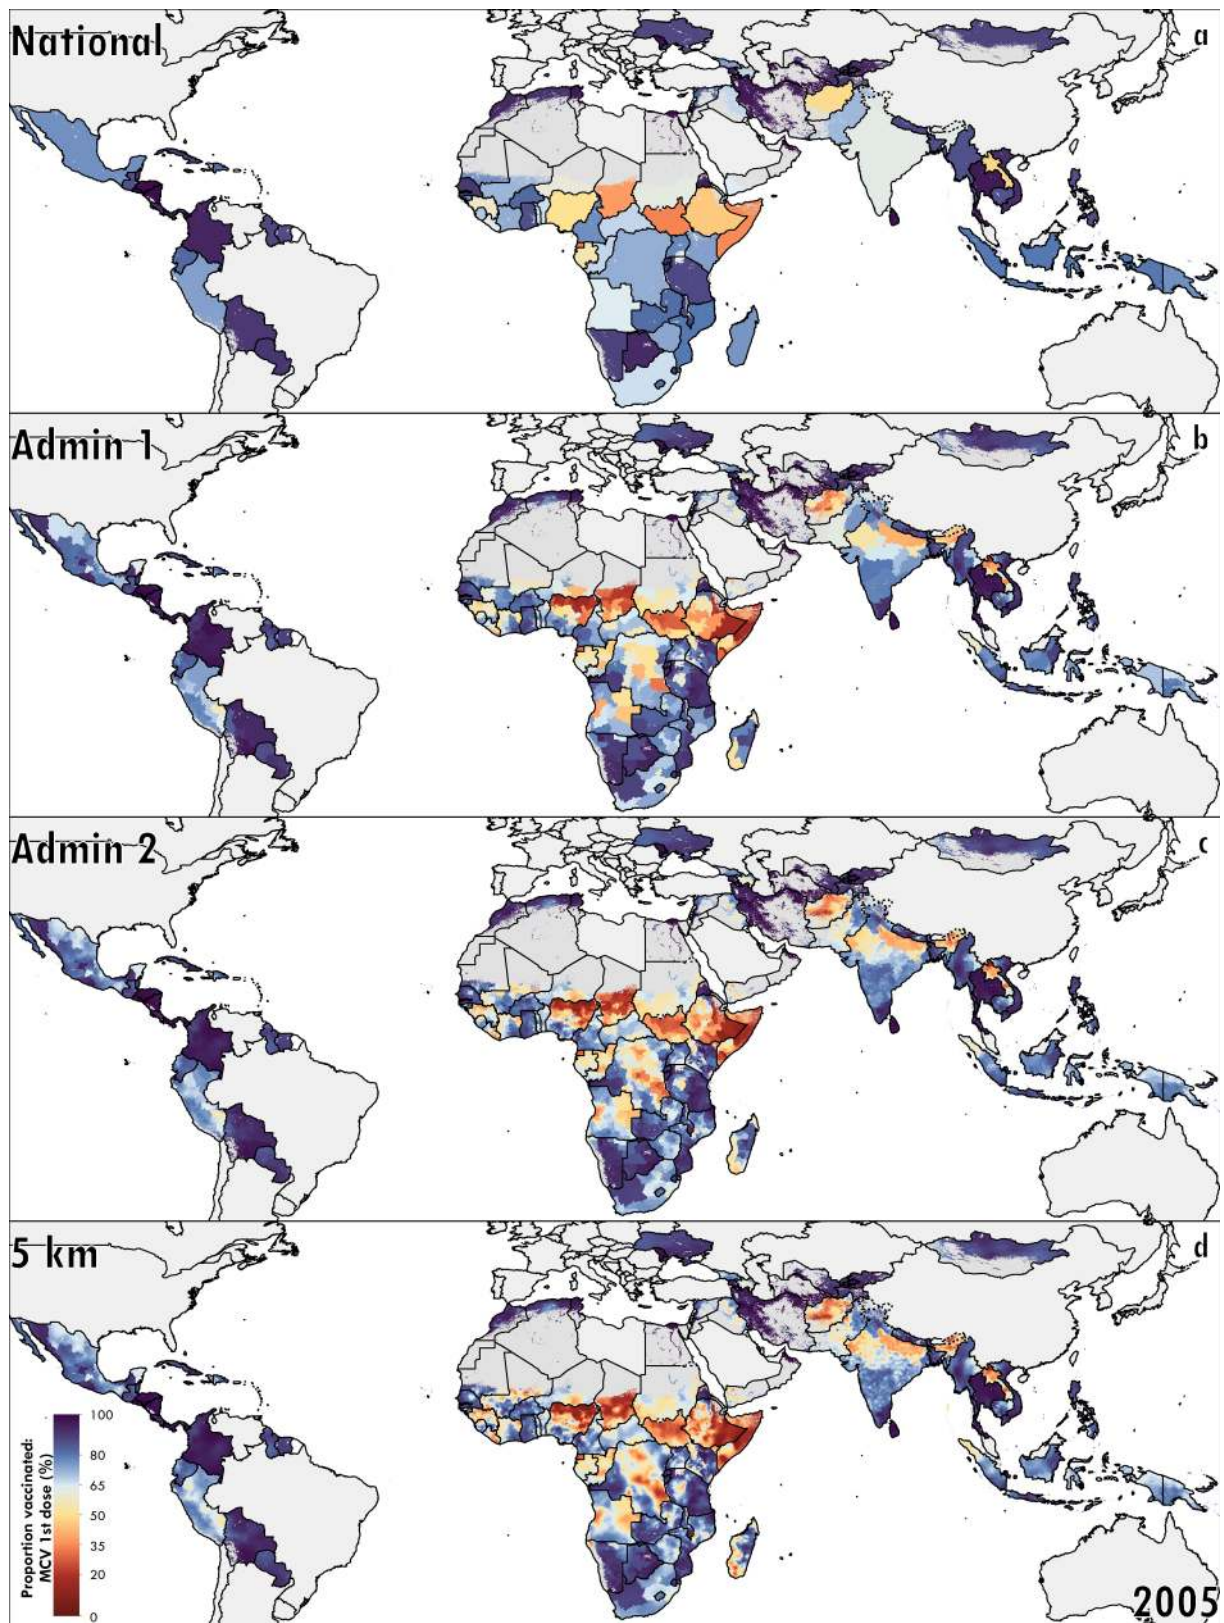 National
a
Admin 1
b
Admin 2
c
5 km
d
Proportion vaccinated:
MCV 1st dose (%)
100
80
65
50
35
20
0
2005